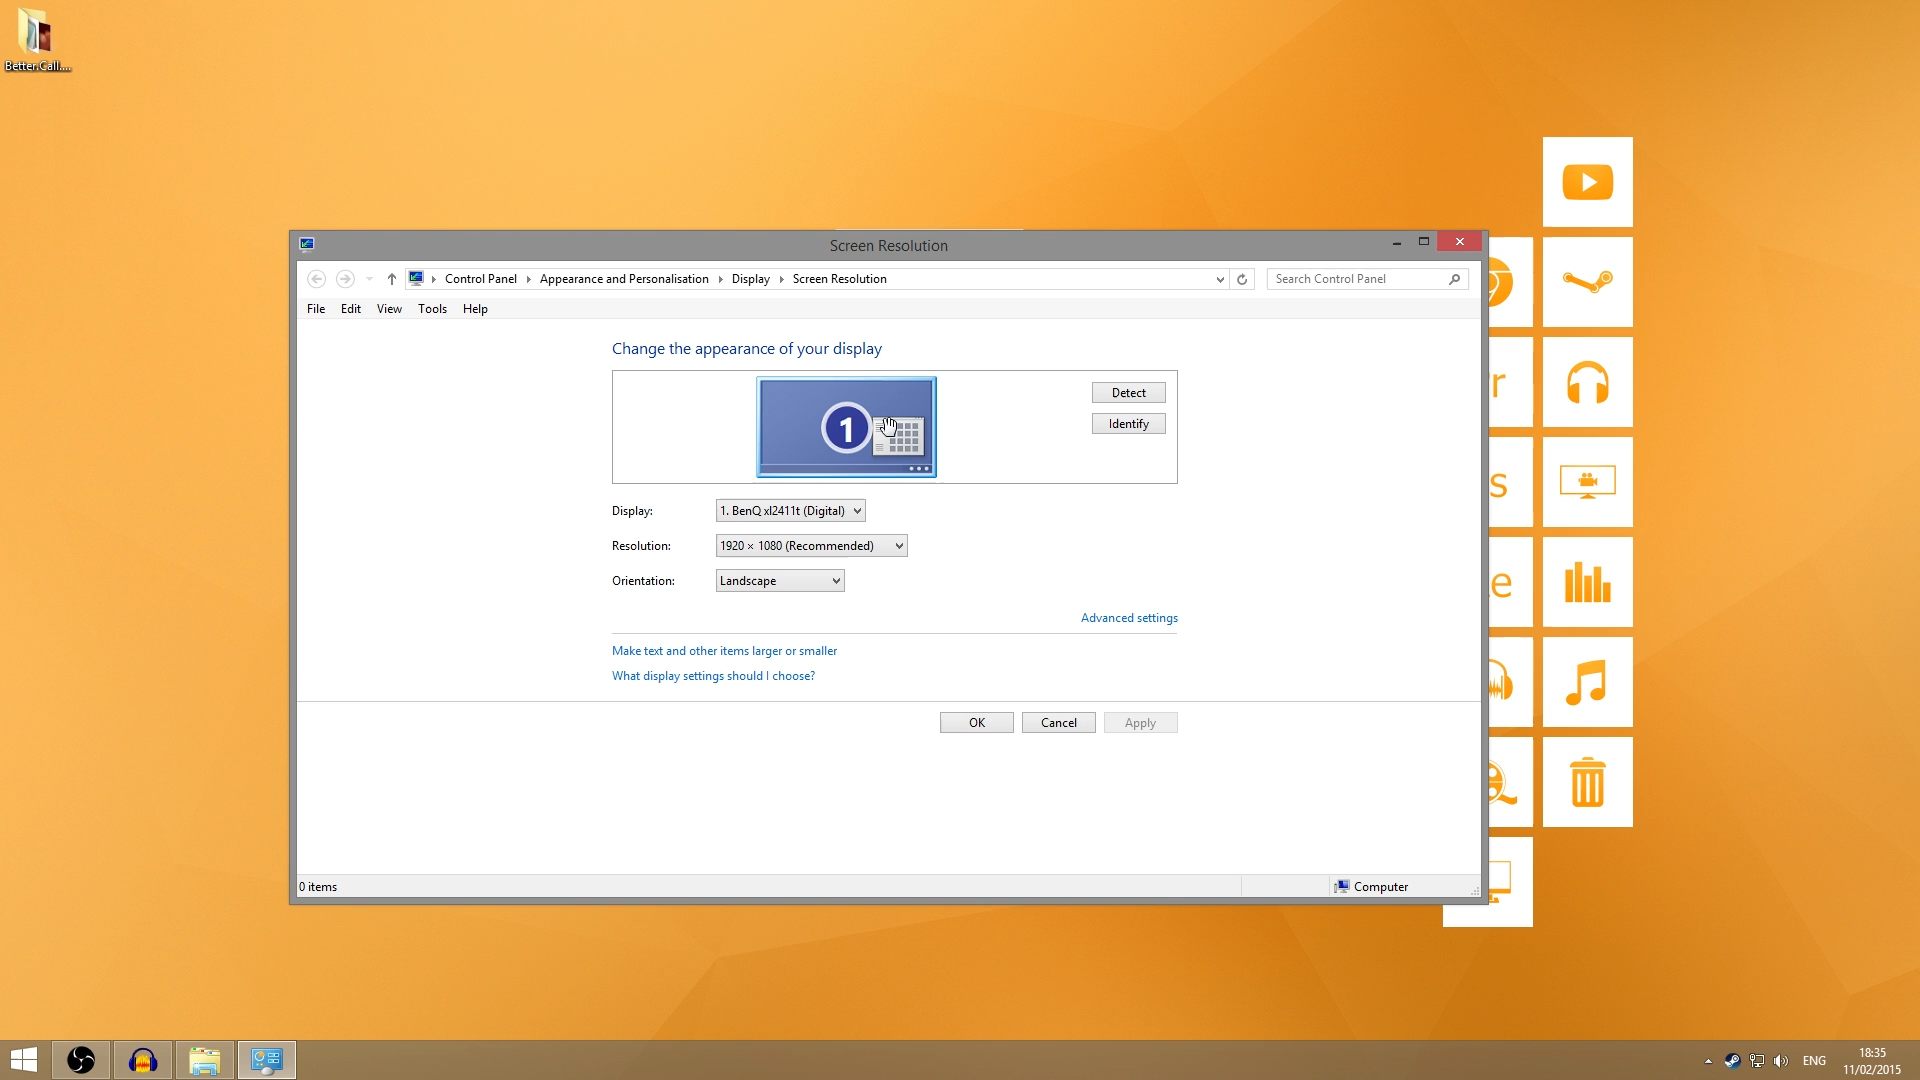 Better.Call....
Screen Resolution
Control Panel Appearance and Personalisation Display Screen Resolution
Search Control Panel
File Edit View Tools Help
Change the appearance of your display
1
Detect
Identify
Display: 1. BenQ xl2411t (Digital)
Resolution: 1920 × 1080 (Recommended)
Orientation: Landscape
Advanced settings
Make text and other items larger or smaller
What display settings should I choose?
OK Cancel Apply
0 items
Computer
r
s
e
ENG
18:35
11/02/2015